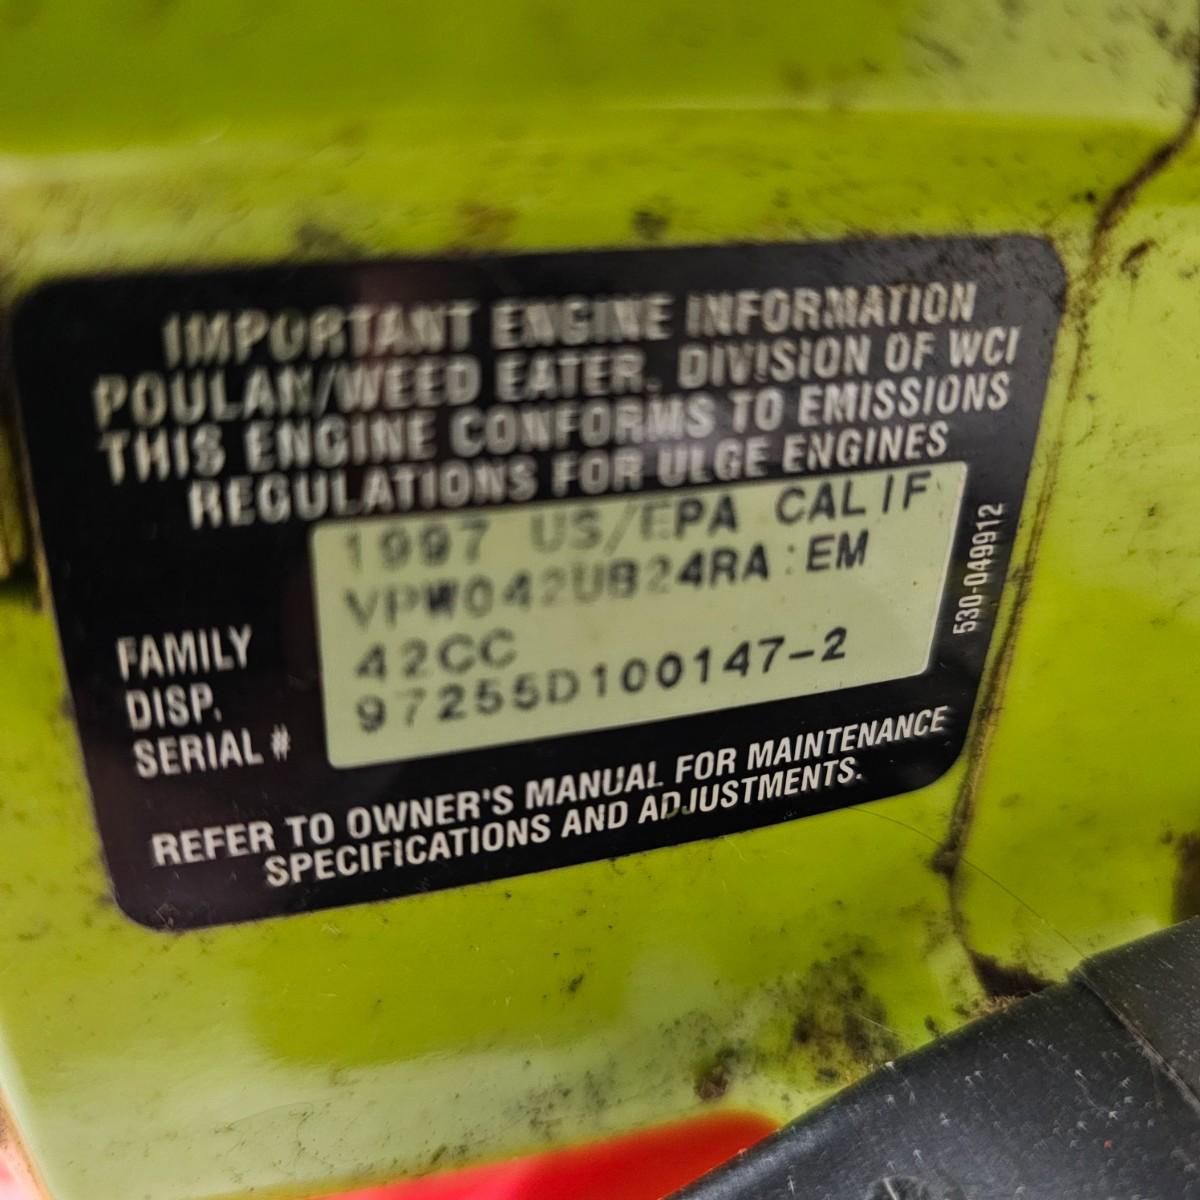 IMPORTANT ENGINE INFORMATION
POULAN/WEED EATER, DIVISION OF WCI
THIS ENGINE CONFORMS TO EMISSIONS
REGULATIONS FOR ULGE ENGINES
1997 US/EPA CALIF
FAMILY VPW042UB24RA:EM
DISP. 42CC
SERIAL # 97255D100147-2
530-049912
REFER TO OWNER'S MANUAL FOR MAINTENANCE
SPECIFICATIONS AND ADJUSTMENTS.